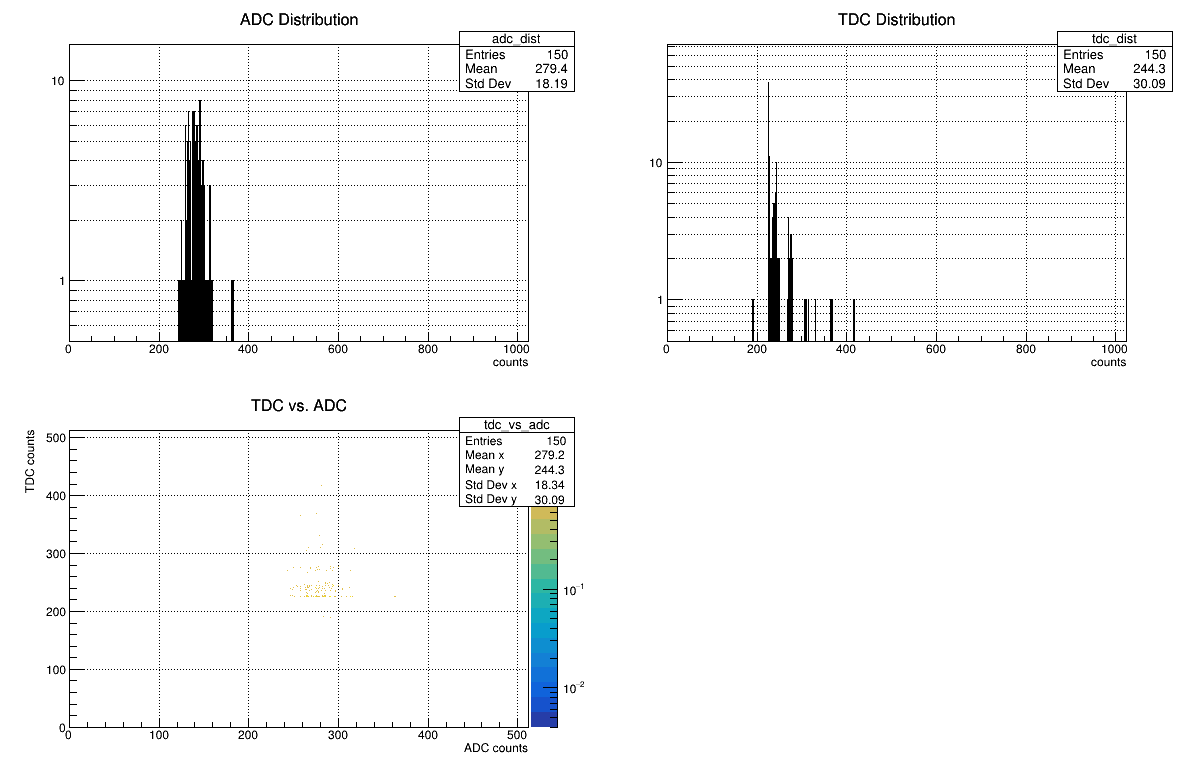 ADC Distribution
adc_dist
Entries 150
Mean 279.4
Std Dev 18.19
10
1
0 200 400 600 800 1000
counts
TDC Distribution
tdc_dist
Entries 150
Mean 244.3
Std Dev 30.09
10
1
0 200 400 600 800 1000
counts
TDC vs. ADC
tdc_vs_adc
Entries 150
Mean x 279.2
Mean y 244.3
Std Dev x 18.34
Std Dev y 30.09
TDC counts
500
400
300
200
100
0
0 100 200 300 400 500
ADC counts
10⁻¹
10⁻²